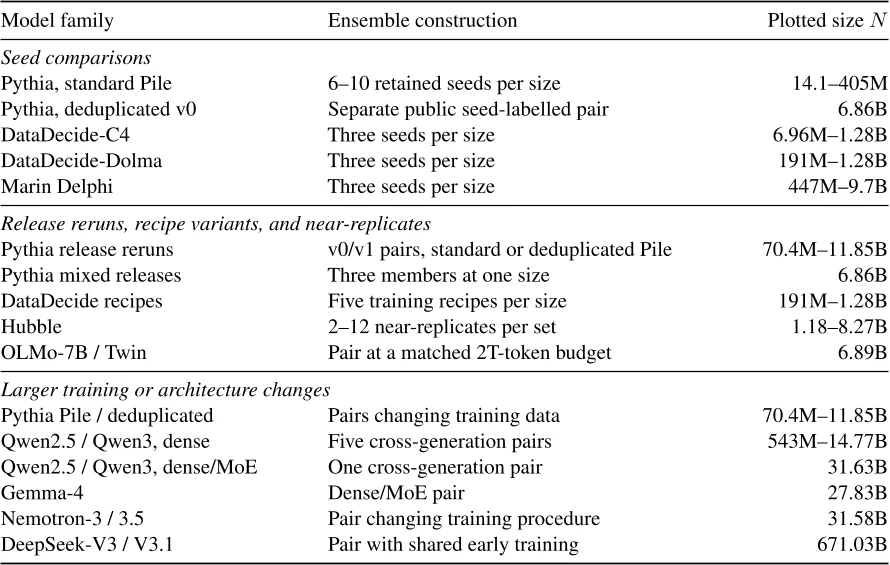 Model family Ensemble construction Plotted size N
Seed comparisons
Pythia, standard Pile 6–10 retained seeds per size 14.1–405M
Pythia, deduplicated v0 Separate public seed-labelled pair 6.86B
DataDecide-C4 Three seeds per size 6.96M–1.28B
DataDecide-Dolma Three seeds per size 191M–1.28B
Marin Delphi Three seeds per size 447M–9.7B
Release reruns, recipe variants, and near-replicates
Pythia release reruns v0/v1 pairs, standard or deduplicated Pile 70.4M–11.85B
Pythia mixed releases Three members at one size 6.86B
DataDecide recipes Five training recipes per size 191M–1.28B
Hubble 2–12 near-replicates per set 1.18–8.27B
OLMo-7B / Twin Pair at a matched 2T-token budget 6.89B
Larger training or architecture changes
Pythia Pile / deduplicated Pairs changing training data 70.4M–11.85B
Qwen2.5 / Qwen3, dense Five cross-generation pairs 543M–14.77B
Qwen2.5 / Qwen3, dense/MoE One cross-generation pair 31.63B
Gemma-4 Dense/MoE pair 27.83B
Nemotron-3 / 3.5 Pair changing training procedure 31.58B
DeepSeek-V3 / V3.1 Pair with shared early training 671.03B